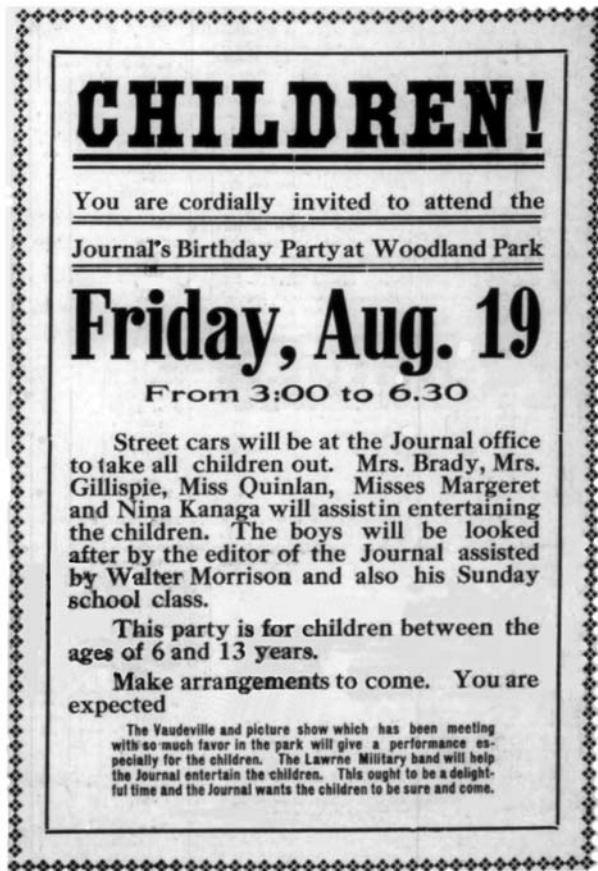 CHILDREN!
You are cordially invited to attend the
Journal's Birthday Party at Woodland Park
Friday, Aug. 19
From 3:00 to 6.30
Street cars will be at the Journal office
to take all children out. Mrs. Brady, Mrs.
Gillispie, Miss Quinlan, Misses Margeret
and Nina Kanaga will assist in entertaining
the children. The boys will be looked
after by the editor of the Journal assisted
by Walter Morrison and also his Sunday
school class.
This party is for children between the
ages of 6 and 13 years.
Make arrangements to come. You are
expected
The Vaudeville and picture show which has been meeting
with so much favor in the park will give a performance es-
pecially for the children. The Lawrne Military band will help
the Journal entertain the children. This ought to be a delight-
ful time and the Journal wants the children to be sure and come.